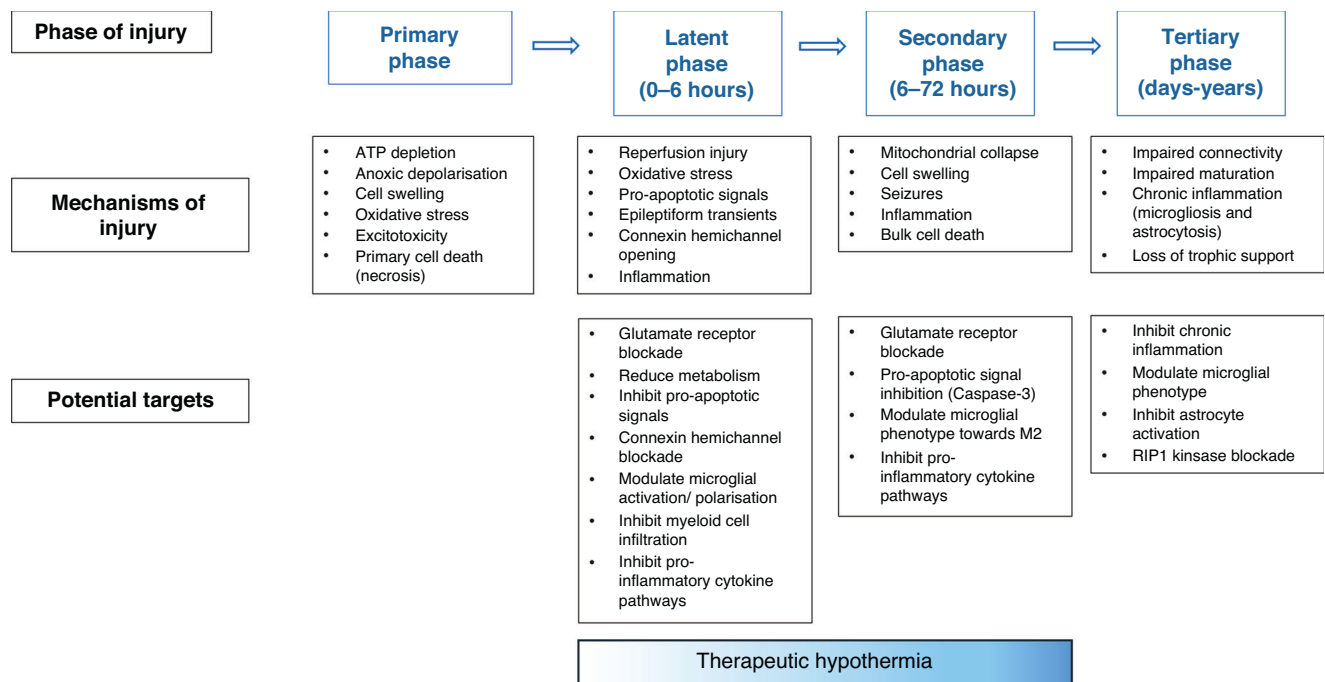 Phase of injury
Primary
phase
Latent
phase
(0–6 hours)
Secondary
phase
(6–72 hours)
Tertiary
phase
(days-years)
Mechanisms of
injury
• ATP depletion
• Anoxic depolarisation
• Cell swelling
• Oxidative stress
• Excitotoxicity
• Primary cell death
(necrosis)
• Reperfusion injury
• Oxidative stress
• Pro-apoptotic signals
• Epileptiform transients
• Connexin hemichannel
opening
• Inflammation
• Mitochondrial collapse
• Cell swelling
• Seizures
• Inflammation
• Bulk cell death
• Impaired connectivity
• Impaired maturation
• Chronic inflammation
(microgliosis and
astrocytosis)
• Loss of trophic support
Potential targets
• Glutamate receptor
blockade
• Reduce metabolism
• Inhibit pro-apoptotic
signals
• Connexin hemichannel
blockade
• Modulate microglial
activation/ polarisation
• Inhibit myeloid cell
infiltration
• Inhibit pro-
inflammatory cytokine
pathways
• Glutamate receptor
blockade
• Pro-apoptotic signal
inhibition (Caspase-3)
• Modulate microglial
phenotype towards M2
• Inhibit pro-
inflammatory cytokine
pathways
• Inhibit chronic
inflammation
• Modulate microglial
phenotype
• Inhibit astrocyte
activation
• RIP1 kinsase blockade
Therapeutic hypothermia